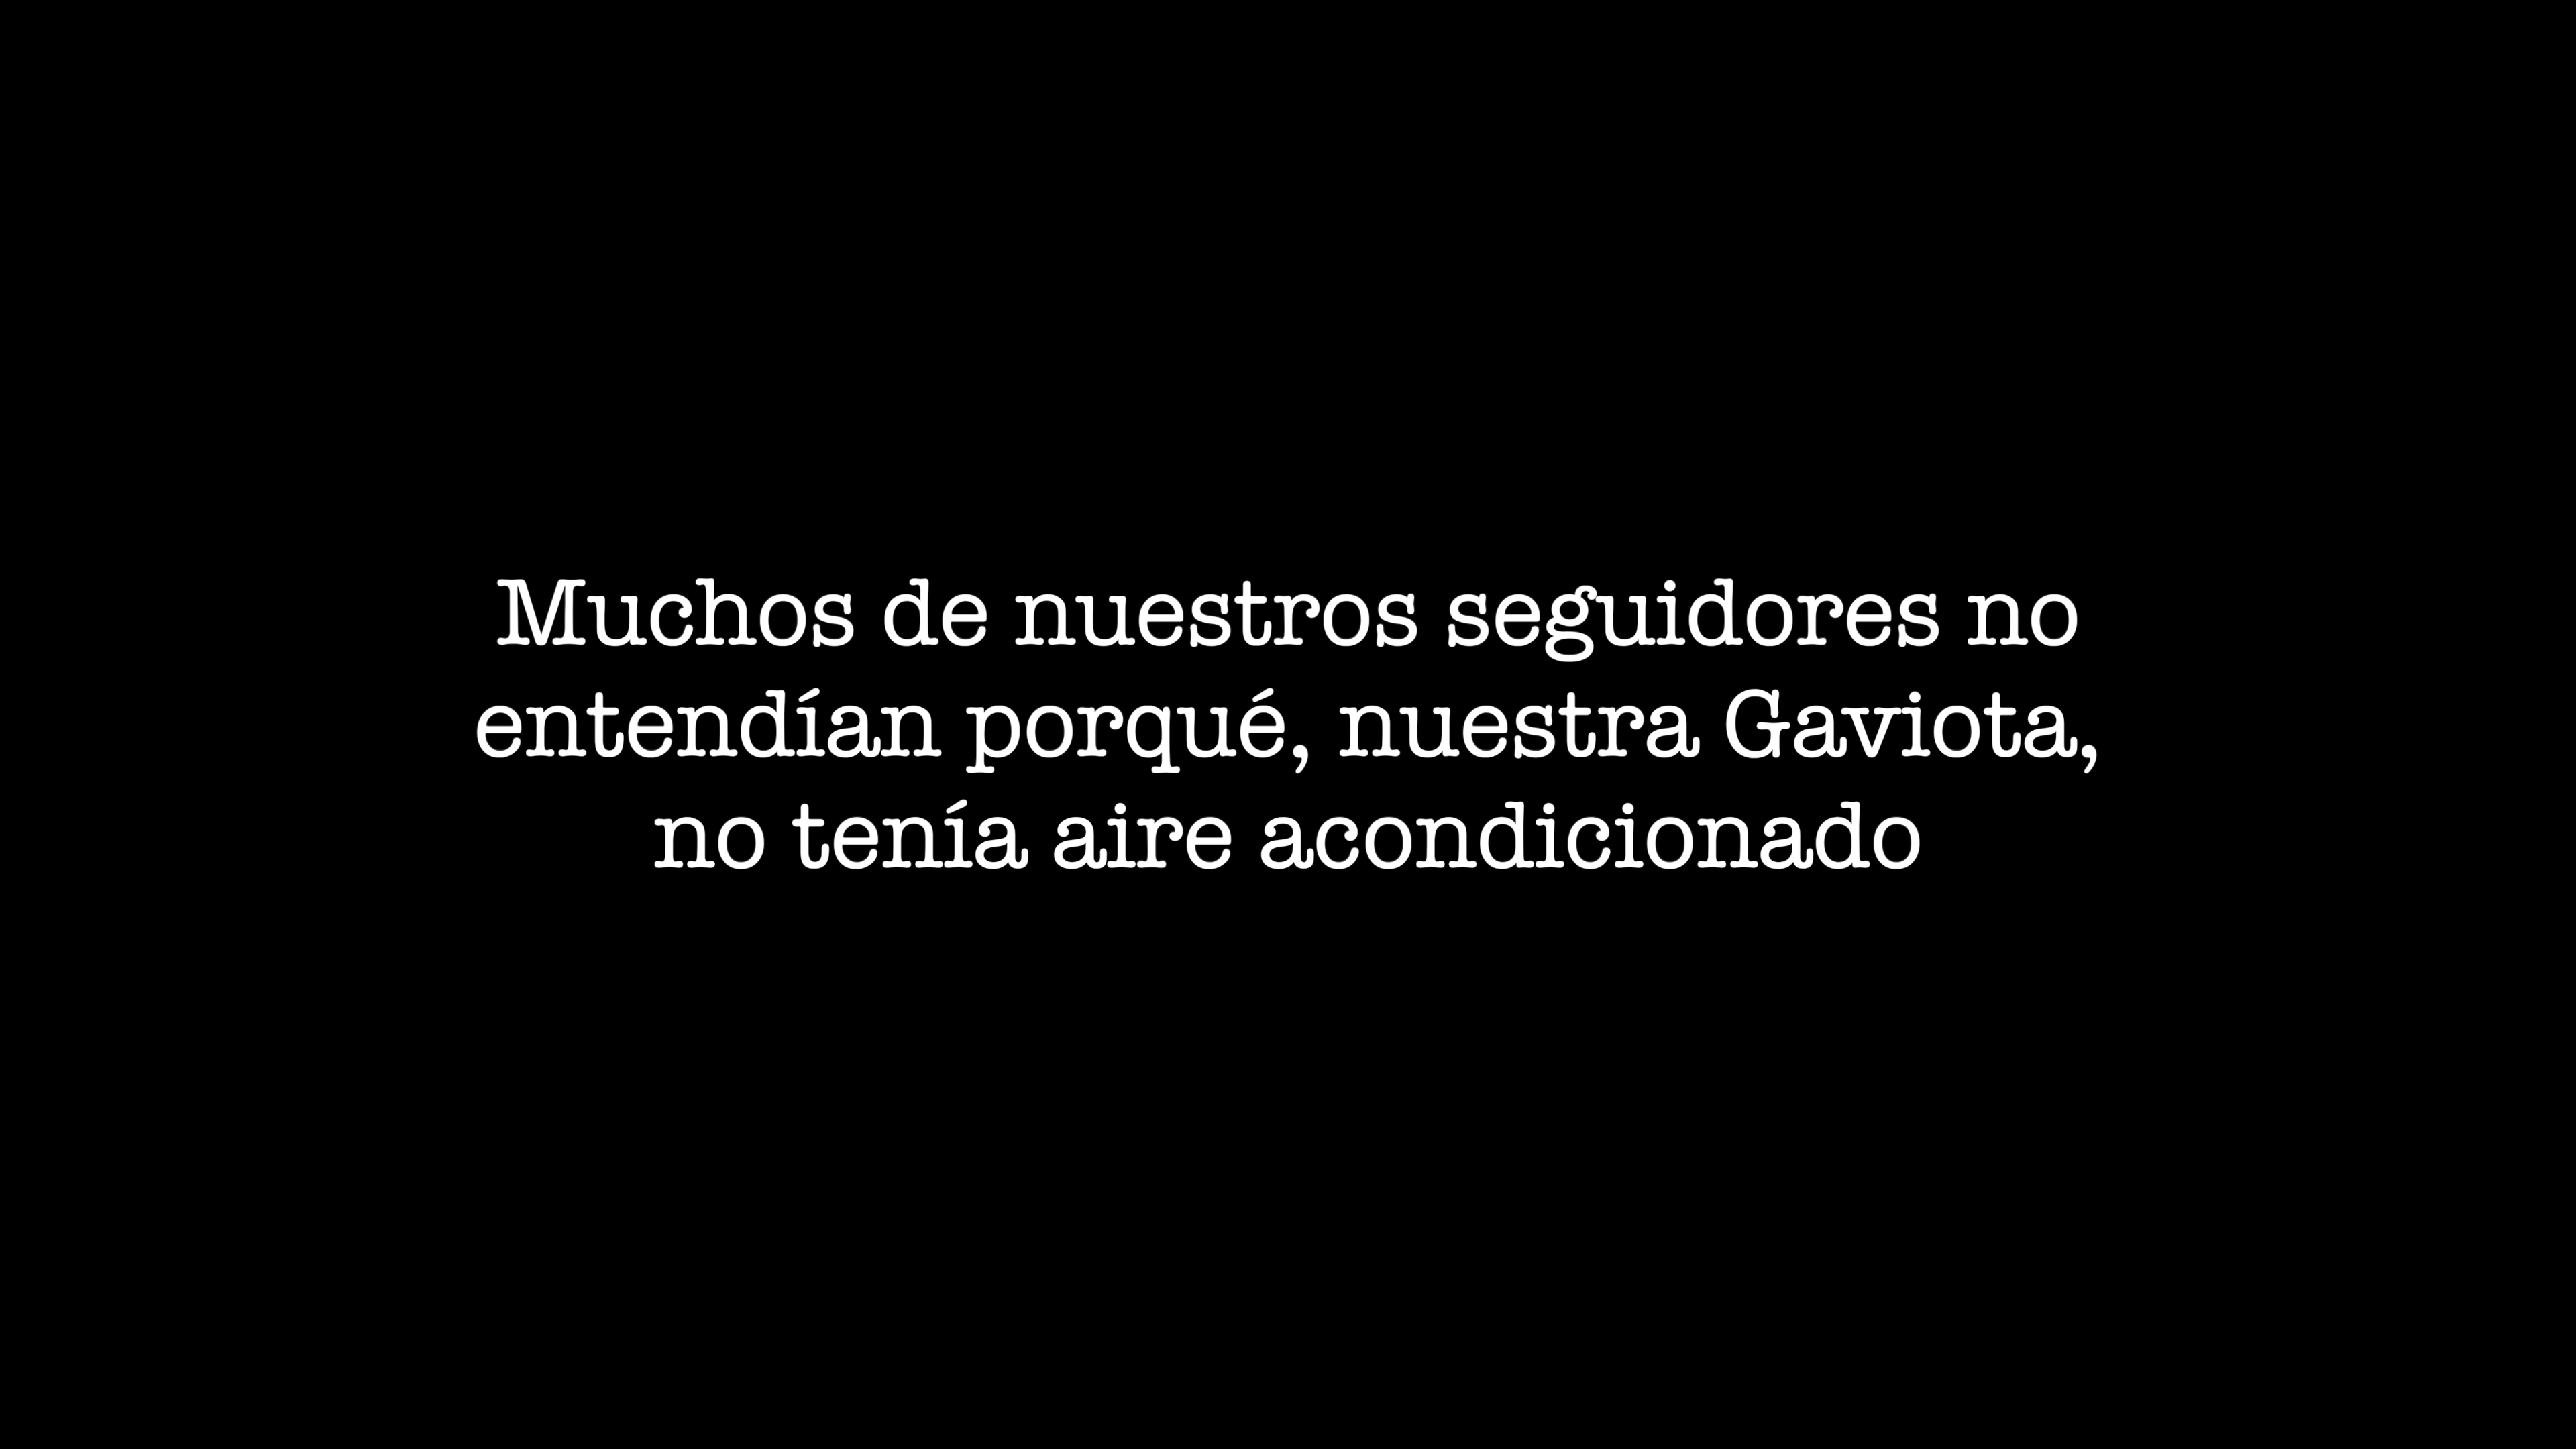 Muchos de nuestros seguidores no
entendían porqué, nuestra Gaviota,
no tenía aire acondicionado